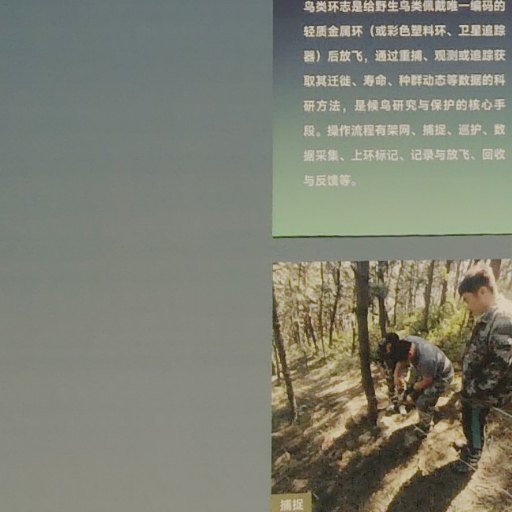 鸟类环志是给野生鸟类佩戴唯一编码的
轻质金属环（或彩色塑料环、卫星追踪
器）后放飞，通过重捕、观测或追踪获
取其迁徙、寿命、种群动态等数据的科
研方法，是候鸟研究与保护的核心手
段。操作流程有架网、捕捉、巡护、数
据采集、上环标记、记录与放飞、回收
与反馈等。
捕捉